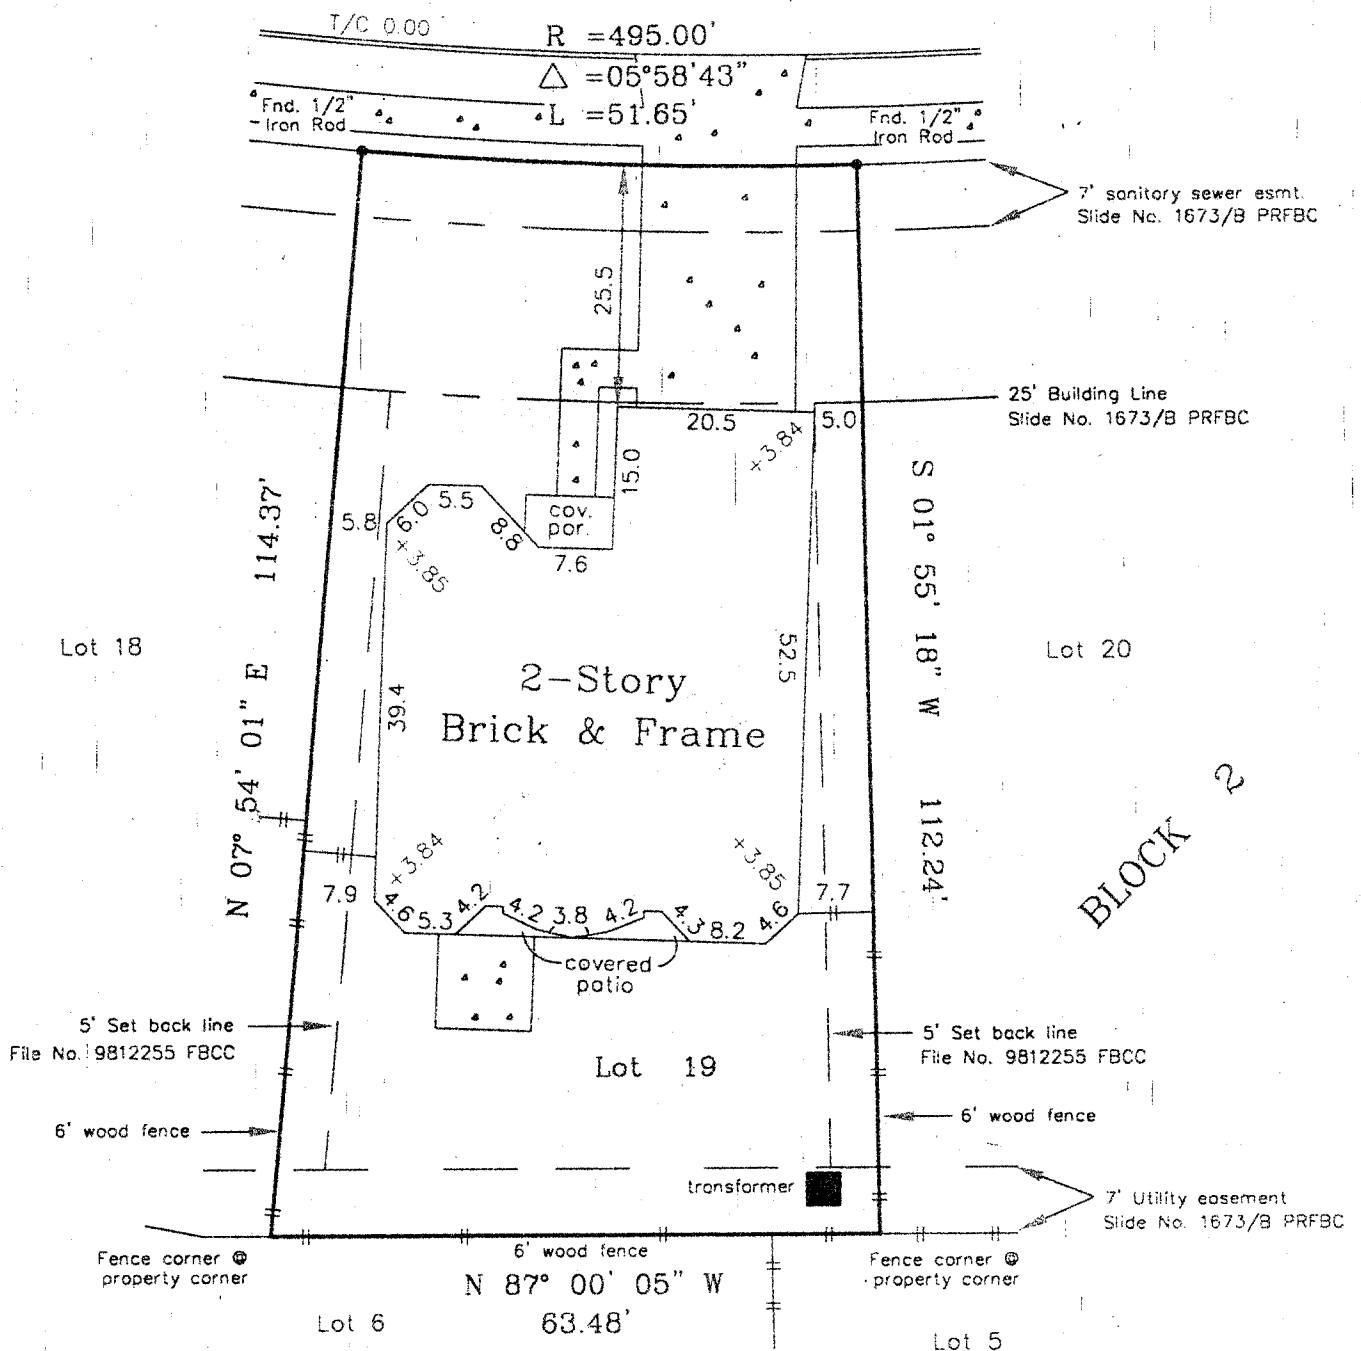 T/C 0.00
R =495.00'
△ =05°58'43"
L =51.65'
Fnd. 1/2"
Iron Rod
Fnd. 1/2"
Iron Rod
7' sanitary sewer esmt.
Slide No. 1673/B PRFBC
25.5
25' Building Line
Slide No. 1673/B PRFBC
20.5
5.0
+3.84
15.0
5.8
6.0
5.5
8.8
cov.
por.
7.6
+3.85
N 07° 54' 01" E 114.37'
S 01° 55' 18" W 112.24'
Lot 18
Lot 20
39.4
52.5
2-Story
Brick & Frame
BLOCK 2
+3.84
+3.85
7.9
4.6
5.3
4.2
4.2
3.8
4.2
4.3
8.2
4.6
7.7
covered
patio
5' Set back line
File No. 9812255 FBCC
5' Set back line
File No. 9812255 FBCC
Lot 19
6' wood fence
6' wood fence
transformer
7' Utility easement
Slide No. 1673/B PRFBC
Fence corner @
property corner
6' wood fence
Fence corner @
property corner
N 87° 00' 05" W
63.48'
Lot 6
Lot 5